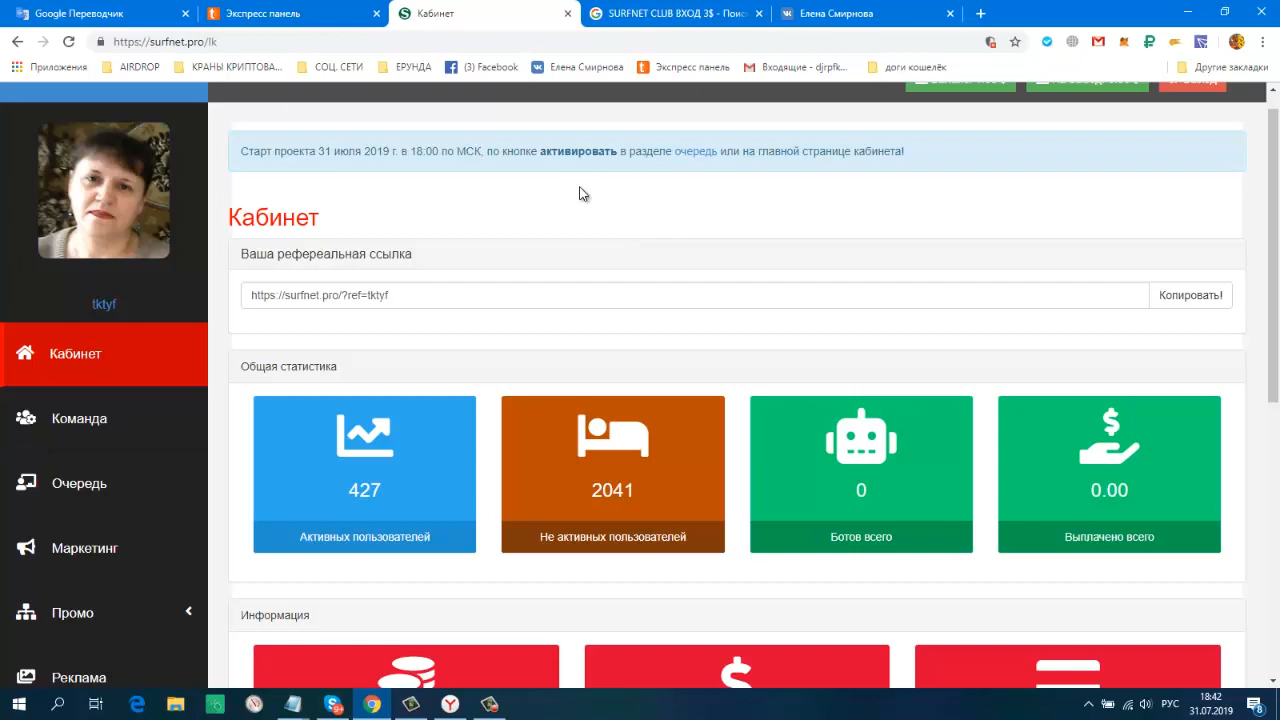 Google Переводчик
Экспресс панель
Кабинет
SURFNET CLUB ВХОД 3$ - Поис
Елена Смирнова
https://surfnet.pro/lk
Приложения
AIRDROP
КРАНЫ КРИПТОВА...
СОЦ. СЕТИ
ЕРУНДА
(3) Facebook
Елена Смирнова
Экспресс панель
Входящие - djrpfk...
доги кошелёк
Другие закладки
Старт проекта 31 июля 2019 г. в 18:00 по МСК, по кнопке активировать в разделе очередь или на главной странице кабинета!
Кабинет
Ваша рефереальная ссылка
https://surfnet.pro/?ref=tktyf
Копировать!
tktyf
Кабинет
Команда
Очередь
Маркетинг
Промо
Реклама
Общая статистика
427
Активных пользователей
2041
Не активных пользователей
0
Ботов всего
0.00
Выплачено всего
Информация
РУС
18:42
31.07.2019